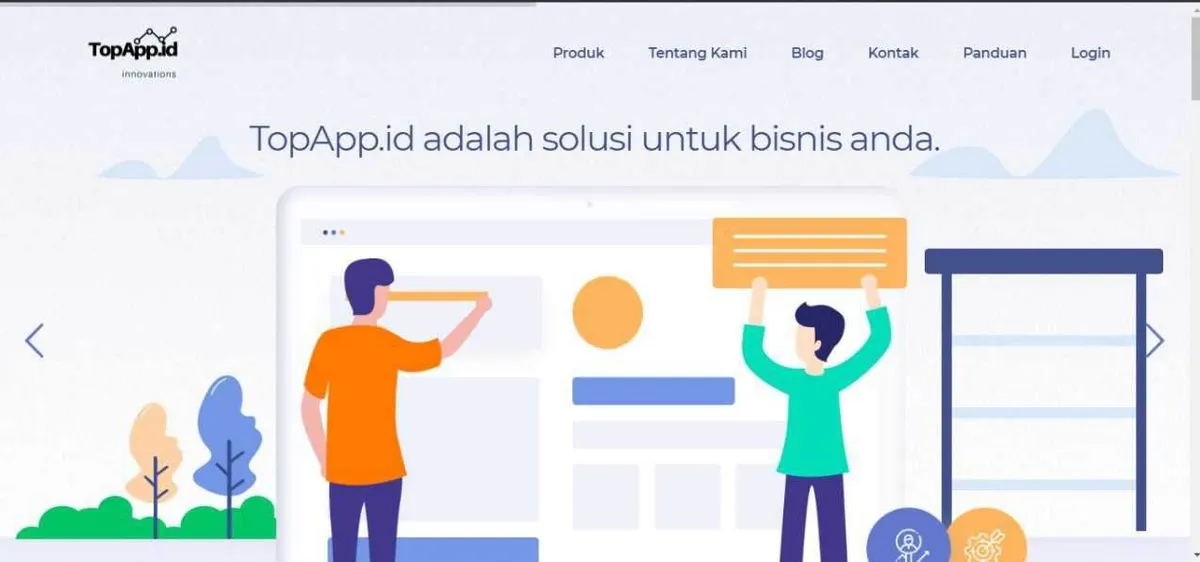 TopApp.id
innovations
Produk Tentang Kami Blog Kontak Panduan Login
TopApp.id adalah solusi untuk bisnis anda.